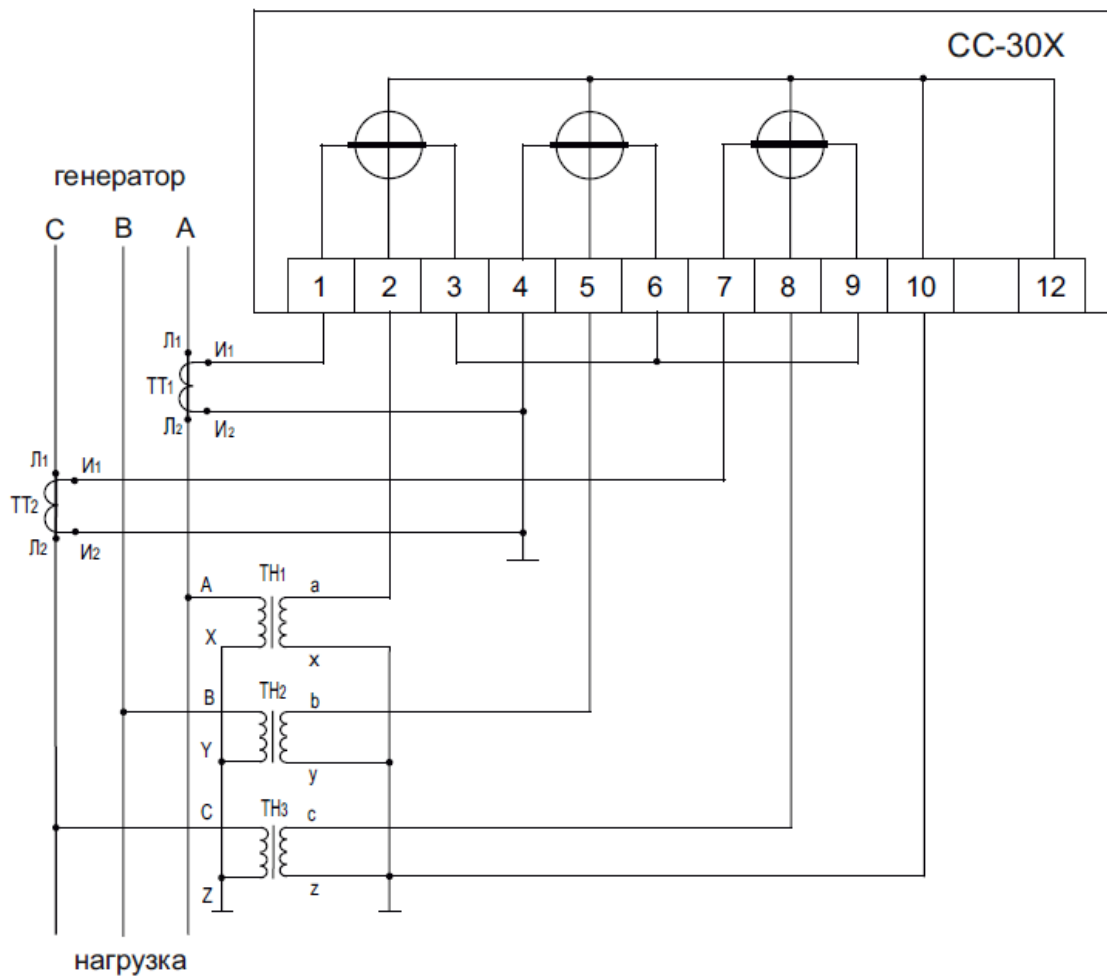 СС-30Х
генератор
C B A
1 2 3 4 5 6 7 8 9 10 12
Л1 И1
ТТ1
Л2 И2
Л1 И1
ТТ2
Л2 И2
A ТН1 a
X x
B ТН2 b
Y y
C ТН3 c
Z z
нагрузка